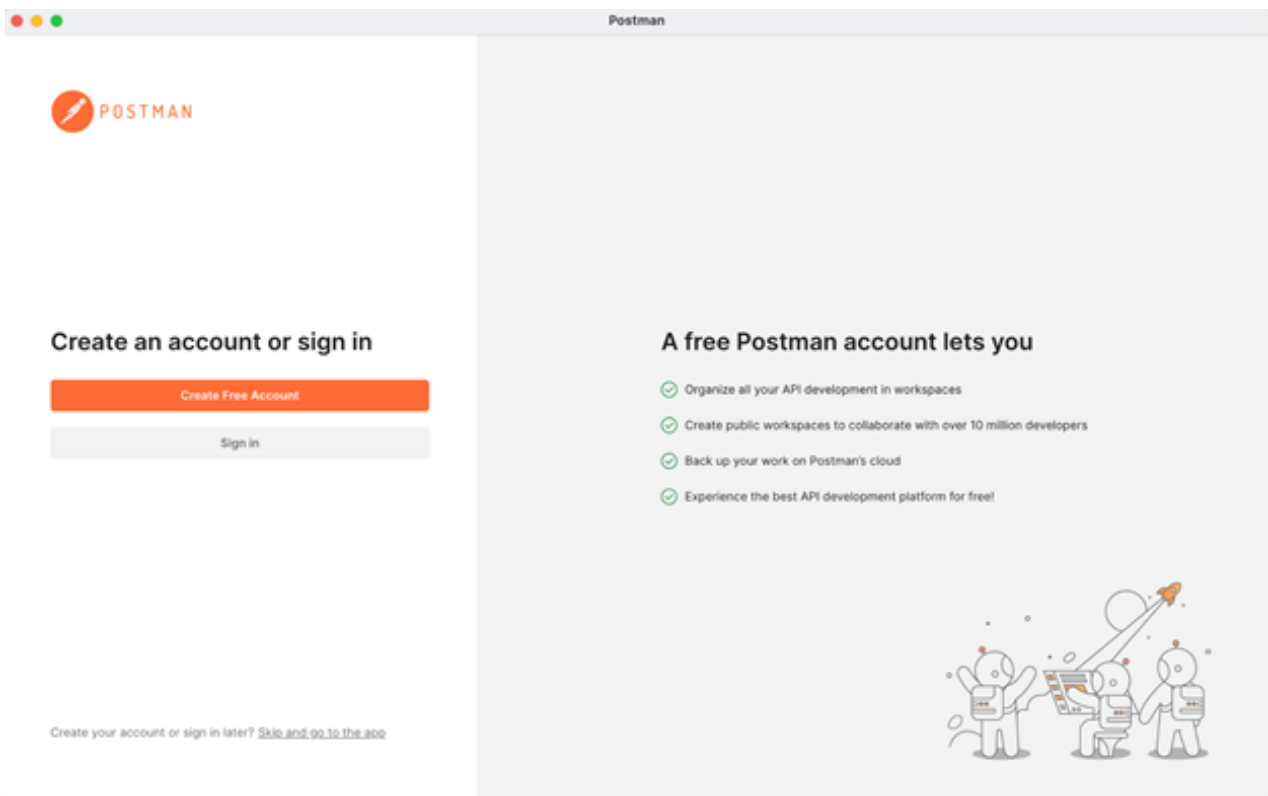 Postman
POSTMAN
Create an account or sign in
Create Free Account
Sign in
Create your account or sign in later? Skip and go to the app
A free Postman account lets you
Organize all your API development in workspaces
Create public workspaces to collaborate with over 10 million developers
Back up your work on Postman's cloud
Experience the best API development platform for free!